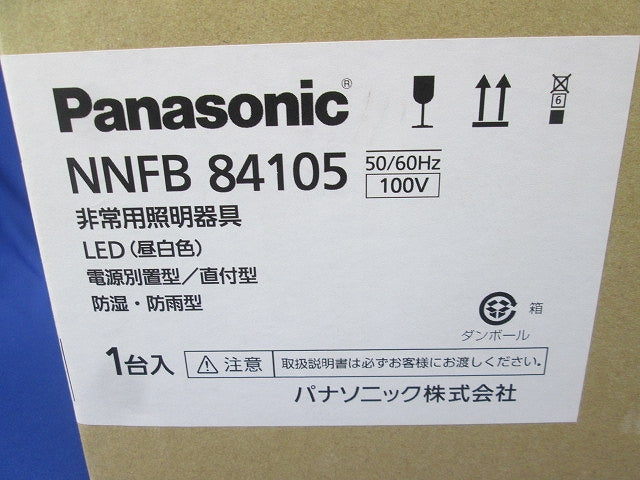 Panasonic®
NNFB 84105
50/60Hz
100V
非常用照明器具
LED（昼白色）
電源別置型／直付型
防湿・防雨型
6
箱
ダンボール
1台入
注意
取扱説明書は必ずお客様にお渡しください。
パナソニック株式会社